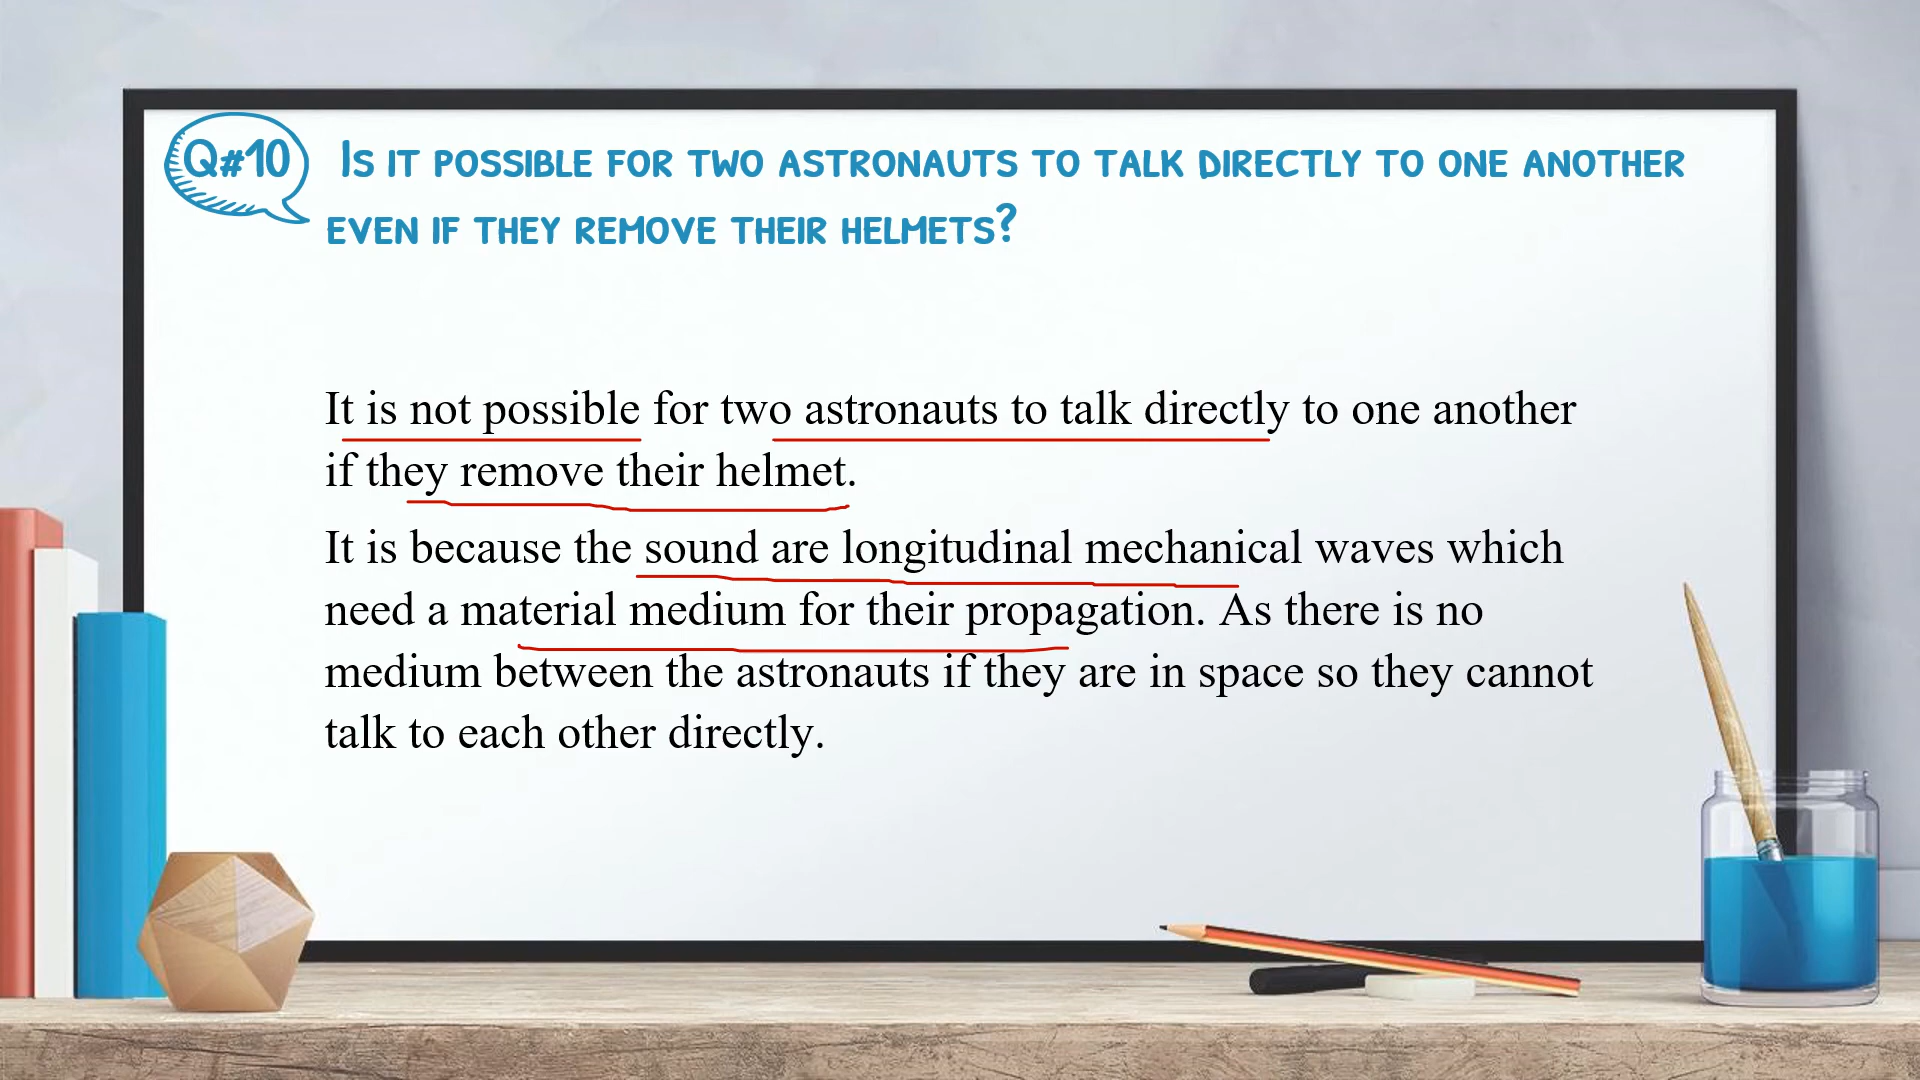 Q#10 Is it possible for two astronauts to talk directly to one another
even if they remove their helmets?
It is not possible for two astronauts to talk directly to one another
if they remove their helmet.
It is because the sound are longitudinal mechanical waves which
need a material medium for their propagation. As there is no
medium between the astronauts if they are in space so they cannot
talk to each other directly.